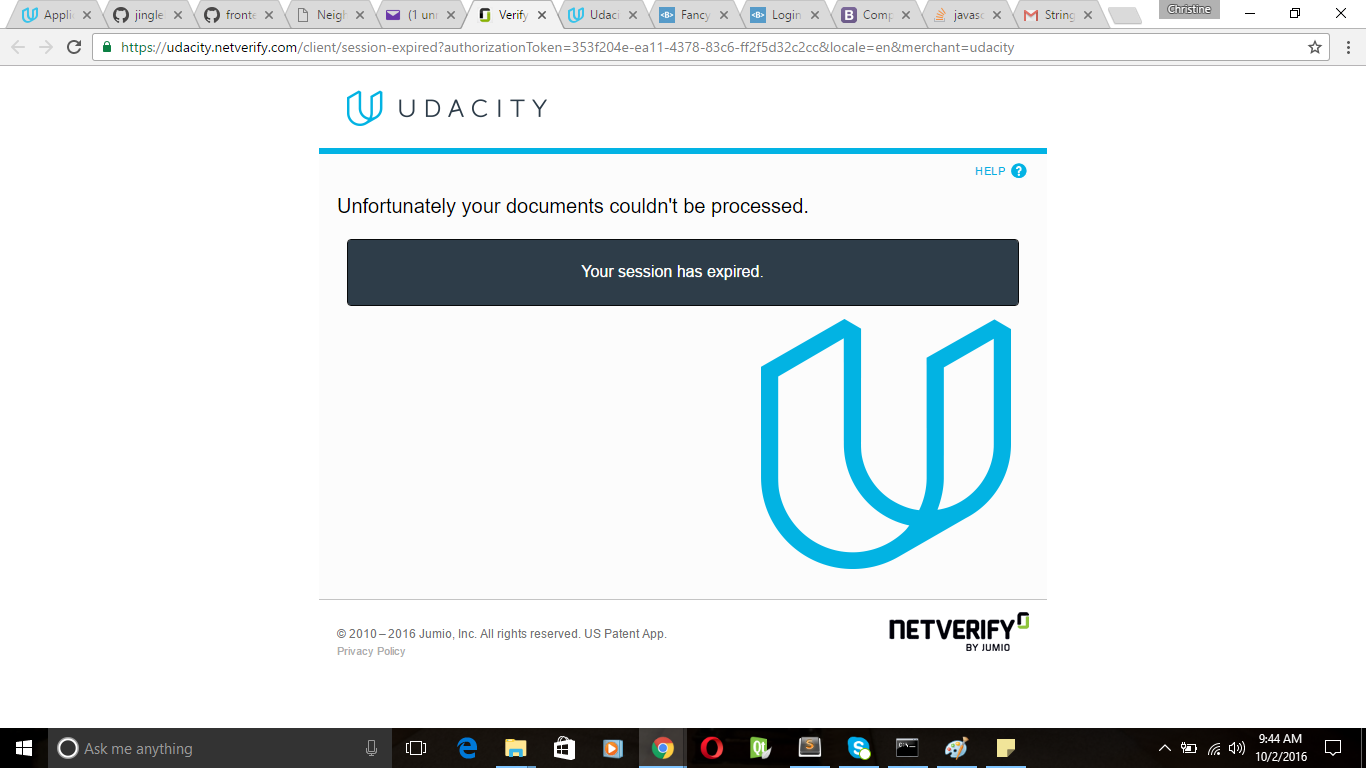 Christine
Appli
jingle
fronte
Neigh
(1 unr
Verify
Udaci
Fancy
Login
Comp
javasc
String
https://udacity.netverify.com/client/session-expired?authorizationToken=353f204e-ea11-4378-83c6-ff2f5d32c2cc&locale=en&merchant=udacity
UDACITY
HELP ?
Unfortunately your documents couldn't be processed.
Your session has expired.
© 2010 – 2016 Jumio, Inc. All rights reserved. US Patent App.
Privacy Policy
NETVERIFY
BY JUMIO
Ask me anything
9:44 AM
10/2/2016